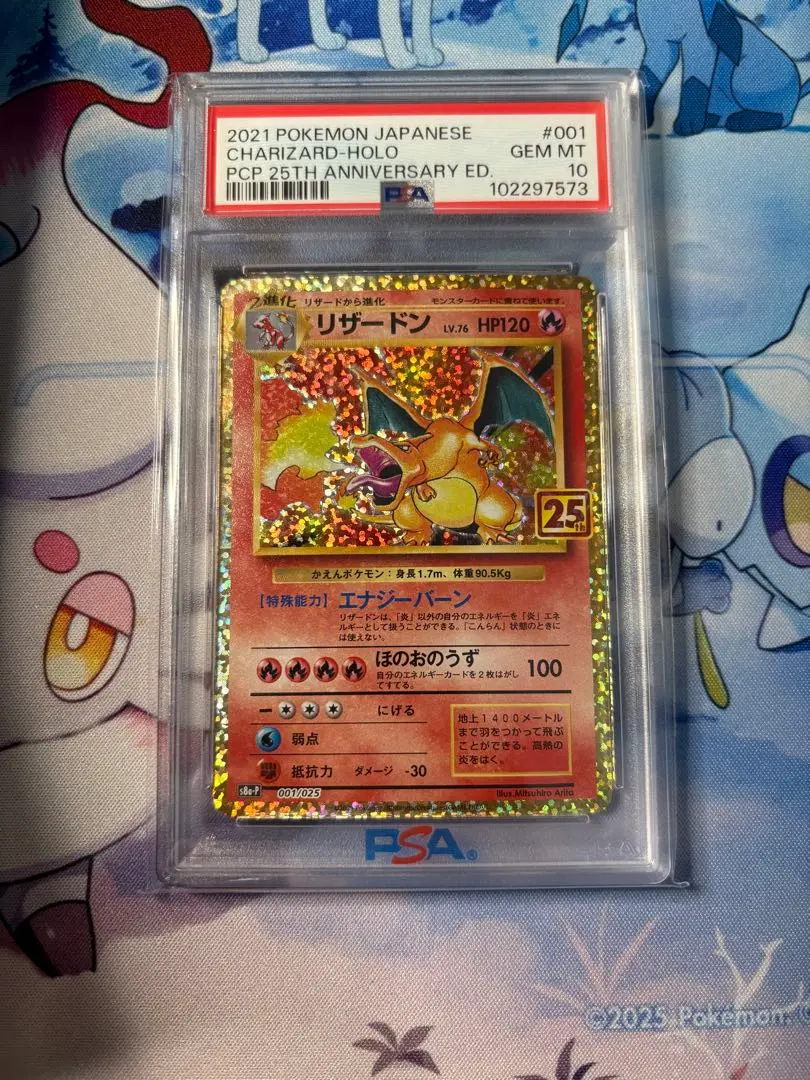 2021 POKEMON JAPANESE #001
CHARIZARD-HOLO GEM MT
PCP 25TH ANNIVERSARY ED. 10
PSA 102297573
2進化 リザードから進化 モンスターカードに重ねて使います。
リザードン LV.76 HP120
25th
かえんポケモン：身長1.7m、体重90.5Kg
【特殊能力】エナジーバーン
リザードンは、「炎」以外の自分のエネルギーを「炎」エネ
ルギーとして扱うことができる。「こんらん」状態のときに
は使えない。
ほのおのうず 100
自分のエネルギーカードを2枚はがし
てすてる。
にげる
弱点
抵抗力 ダメージ -30
地上1400メートル
まで羽をつかって飛ぶ
ことができる。高熱の
炎をはく。
s8a-P 001/025 Illus.Mitsuhiro Arita
PSA®
©2025 Pokémon.